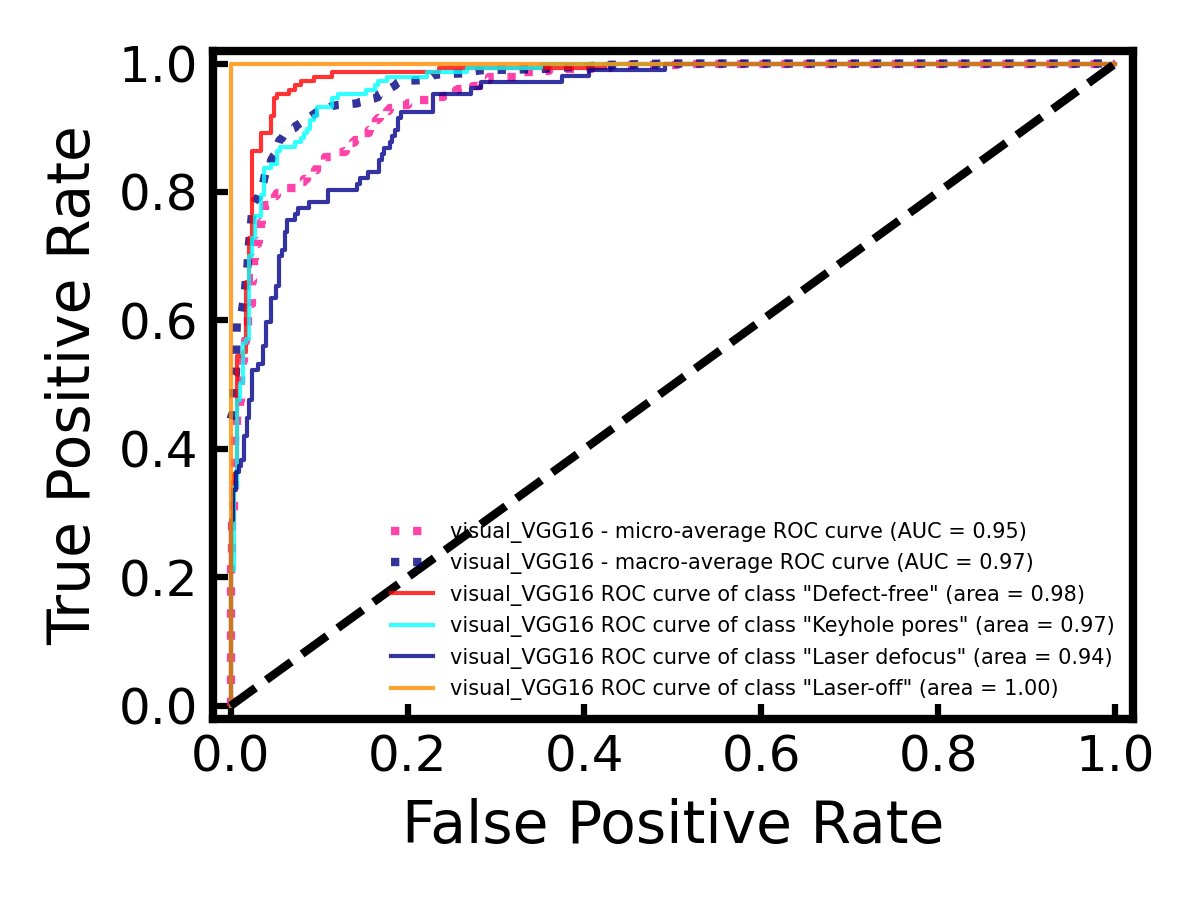 True Positive Rate
1.0
0.8
0.6
0.4
0.2
0.0
visual_VGG16 - micro-average ROC curve (AUC = 0.95)
visual_VGG16 - macro-average ROC curve (AUC = 0.97)
visual_VGG16 ROC curve of class "Defect-free" (area = 0.98)
visual_VGG16 ROC curve of class "Keyhole pores" (area = 0.97)
visual_VGG16 ROC curve of class "Laser defocus" (area = 0.94)
visual_VGG16 ROC curve of class "Laser-off" (area = 1.00)
0.0 0.2 0.4 0.6 0.8 1.0
False Positive Rate